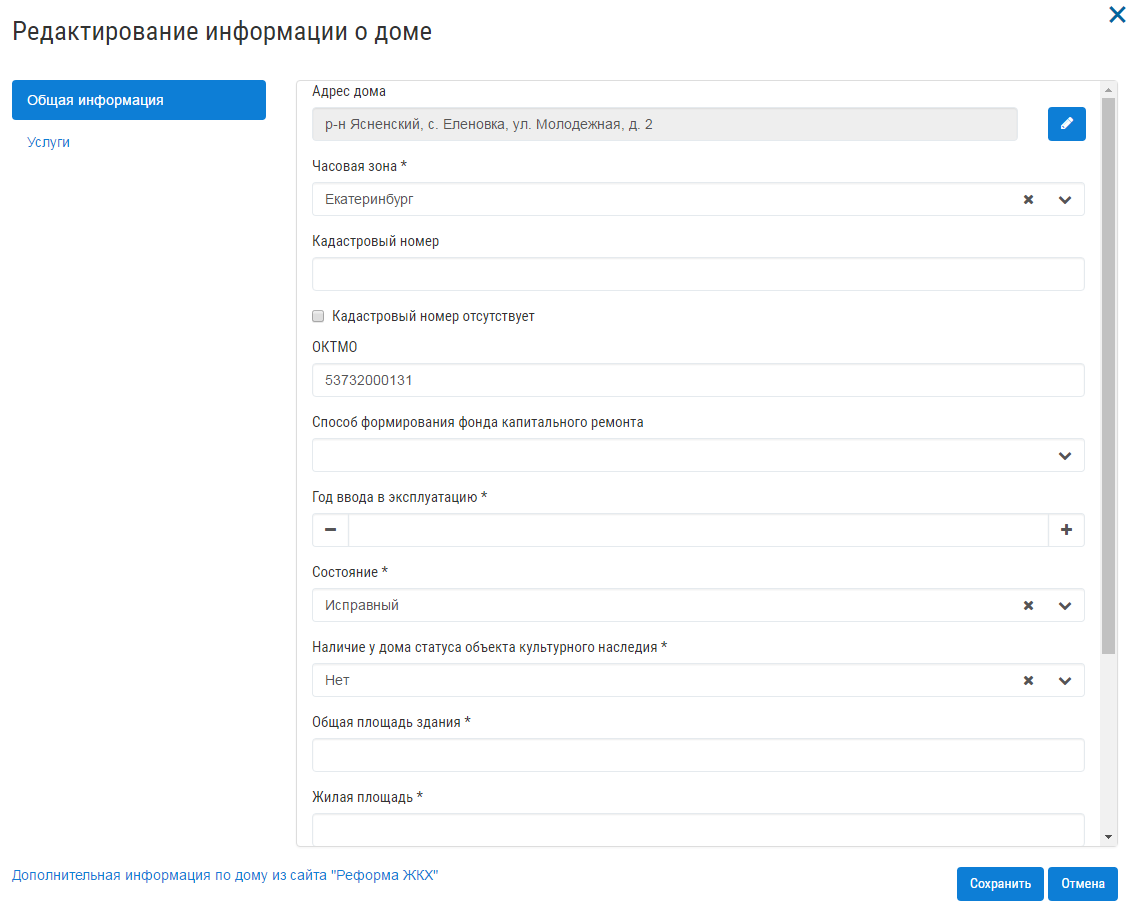 Редактирование информации о доме
Общая информация
Услуги
Адрес дома
р-н Ясненский, с. Еленовка, ул. Молодежная, д. 2
Часовая зона *
Екатеринбург
Кадастровый номер
Кадастровый номер отсутствует
ОКТМО
53732000131
Способ формирования фонда капитального ремонта
Год ввода в эксплуатацию *
Состояние *
Исправный
Наличие у дома статуса объекта культурного наследия *
Нет
Общая площадь здания *
Жилая площадь *
Дополнительная информация по дому из сайта "Реформа ЖКХ"
Сохранить
Отмена